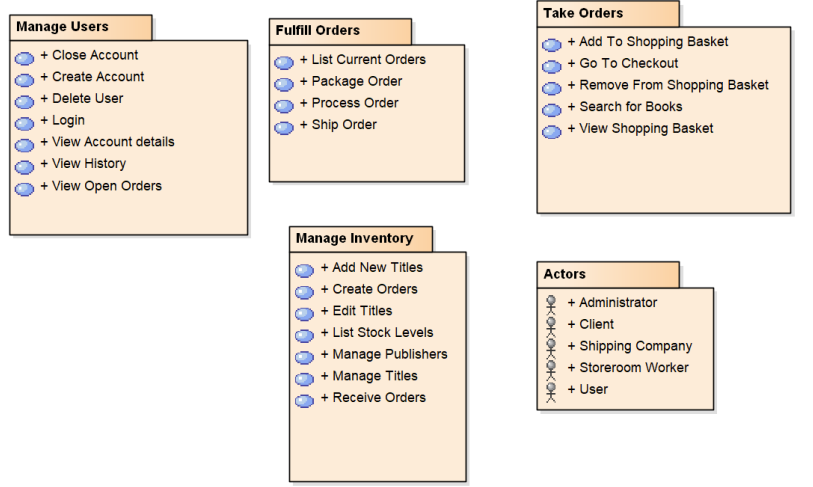 Manage Users
+ Close Account
+ Create Account
+ Delete User
+ Login
+ View Account details
+ View History
+ View Open Orders
Fulfill Orders
+ List Current Orders
+ Package Order
+ Process Order
+ Ship Order
Take Orders
+ Add To Shopping Basket
+ Go To Checkout
+ Remove From Shopping Basket
+ Search for Books
+ View Shopping Basket
Manage Inventory
+ Add New Titles
+ Create Orders
+ Edit Titles
+ List Stock Levels
+ Manage Publishers
+ Manage Titles
+ Receive Orders
Actors
+ Administrator
+ Client
+ Shipping Company
+ Storeroom Worker
+ User